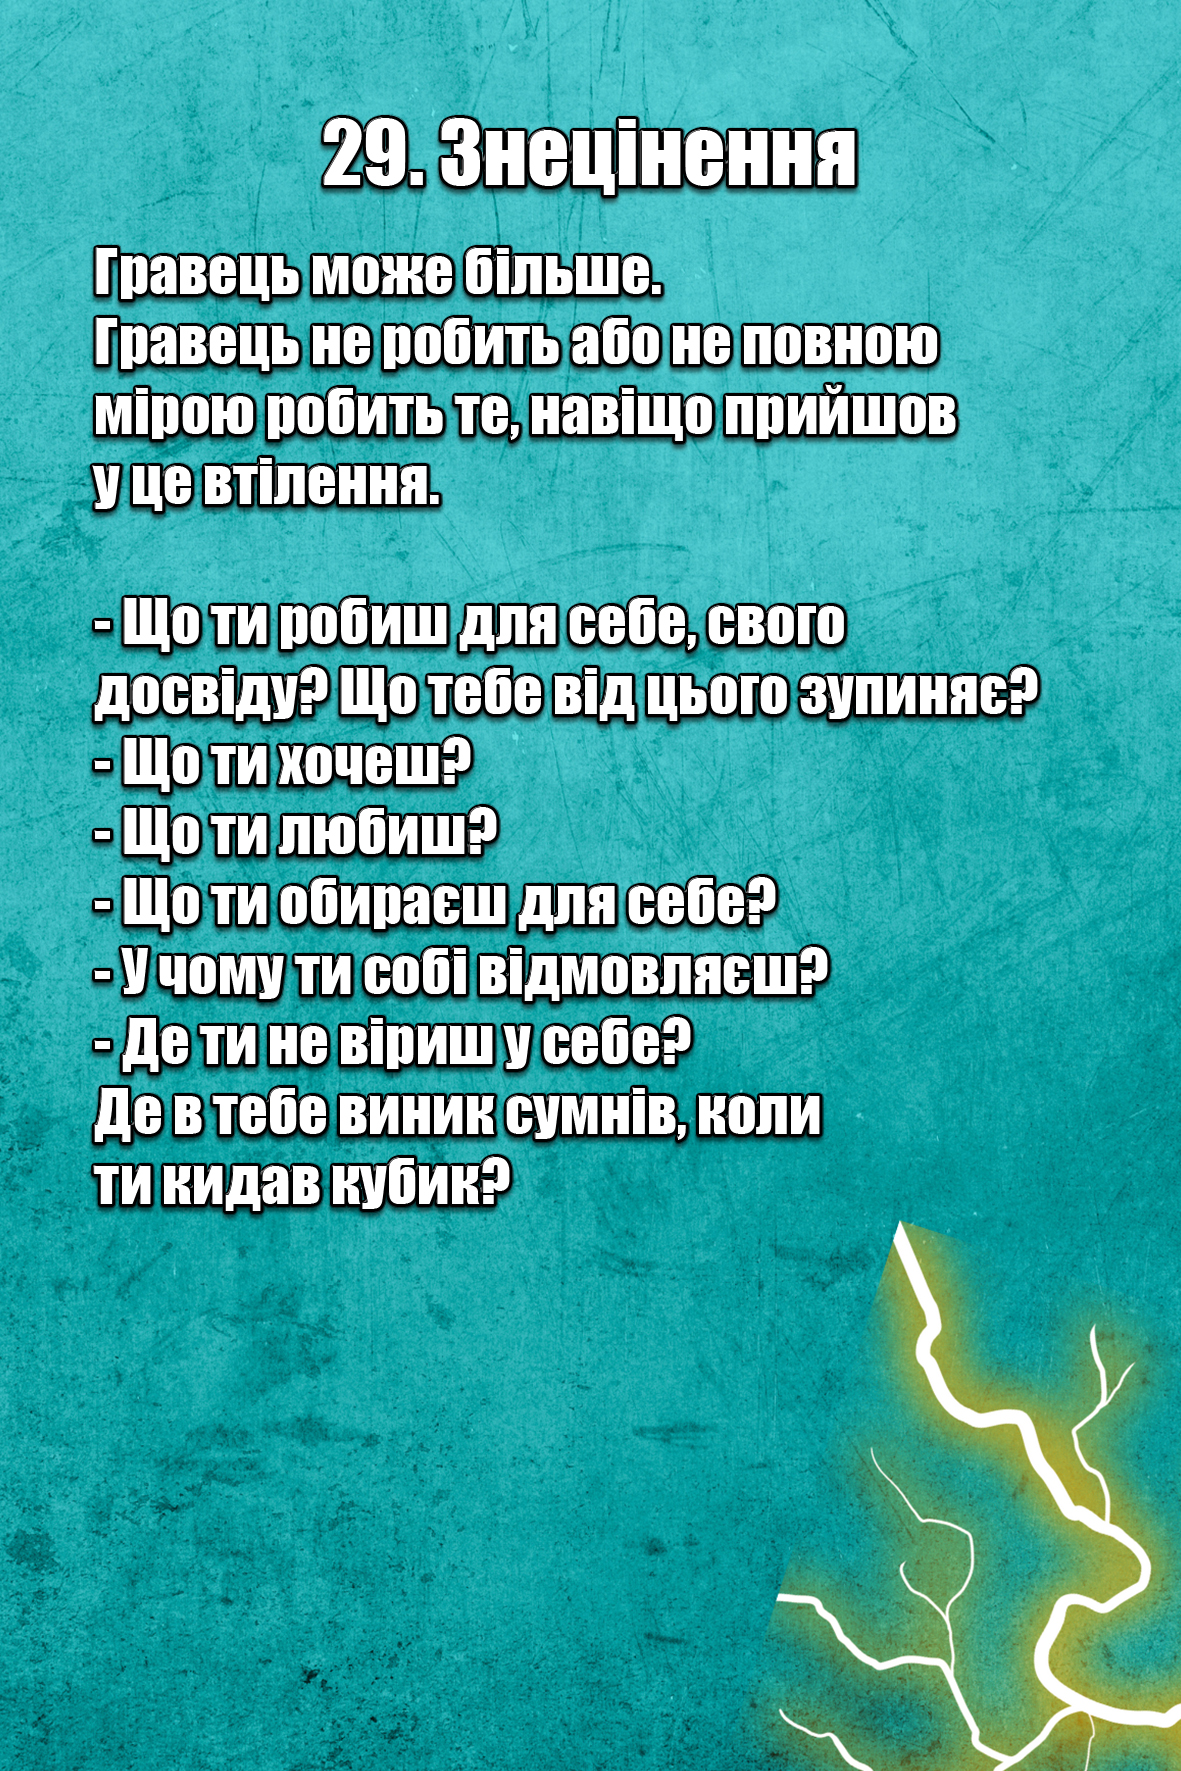 29. Знецінення
Гравець може більше.
Гравець не робить або не повною
мірою робить те, навіщо прийшов
у це втілення.
- Що ти робиш для себе, свого
досвіду? Що тебе від цього зупиняє?
- Що ти хочеш?
- Що ти любиш?
- Що ти обираєш для себе?
- У чому ти собі відмовляєш?
- Де ти не віриш у себе?
Де в тебе виник сумнів, коли
ти кидав кубик?